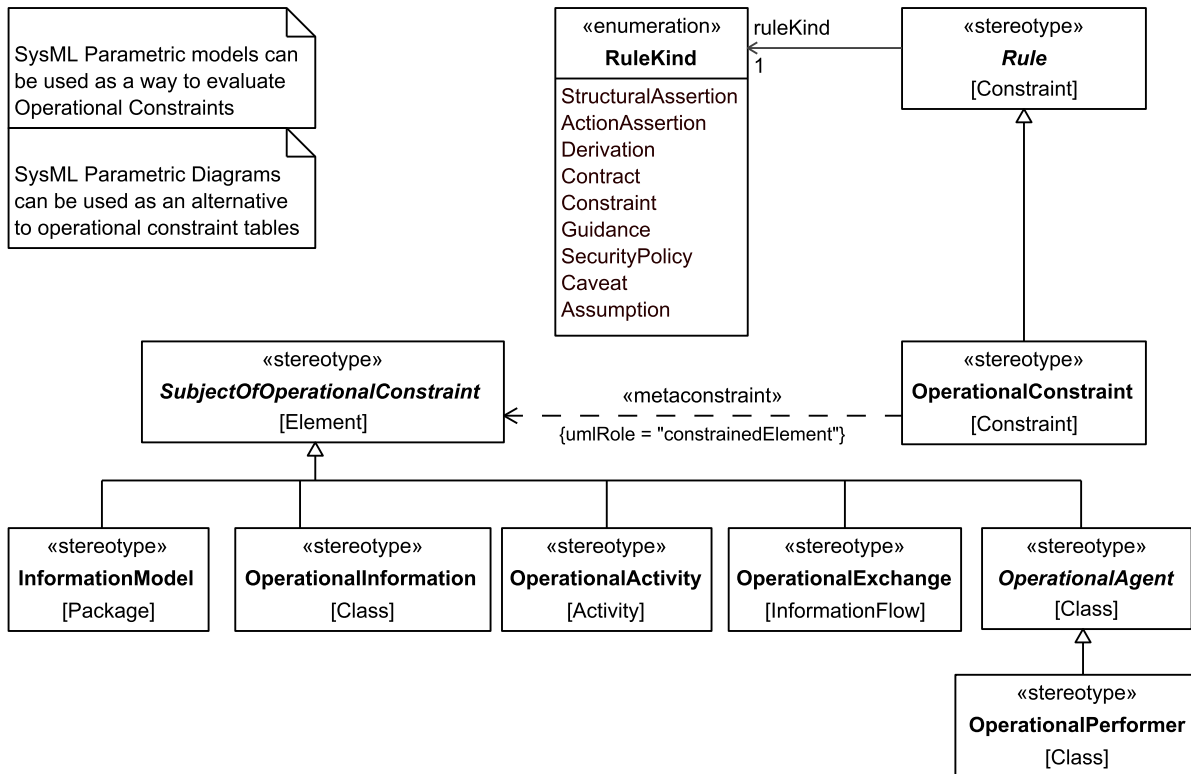 SysML Parametric models can
be used as a way to evaluate
Operational Constraints
SysML Parametric Diagrams
can be used as an alternative
to operational constraint tables
«enumeration»
RuleKind
StructuralAssertion
ActionAssertion
Derivation
Contract
Constraint
Guidance
SecurityPolicy
Caveat
Assumption
ruleKind
1
«stereotype»
Rule
[Constraint]
«stereotype»
SubjectOfOperationalConstraint
[Element]
«metaconstraint»
{umlRole = "constrainedElement"}
«stereotype»
OperationalConstraint
[Constraint]
«stereotype»
InformationModel
[Package]
«stereotype»
OperationalInformation
[Class]
«stereotype»
OperationalActivity
[Activity]
«stereotype»
OperationalExchange
[InformationFlow]
«stereotype»
OperationalAgent
[Class]
«stereotype»
OperationalPerformer
[Class]